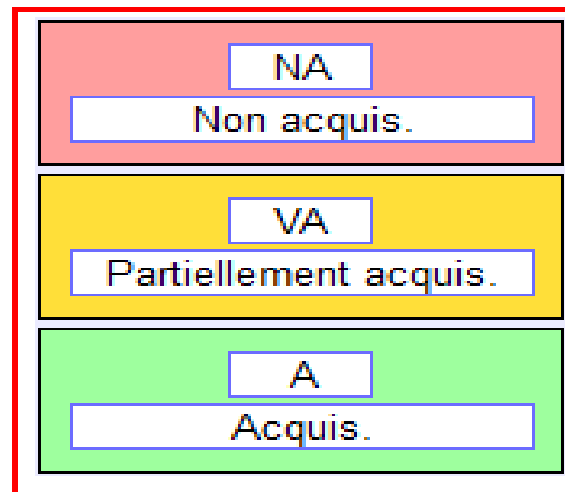 NA
Non acquis.
VA
Partiellement acquis.
A
Acquis.